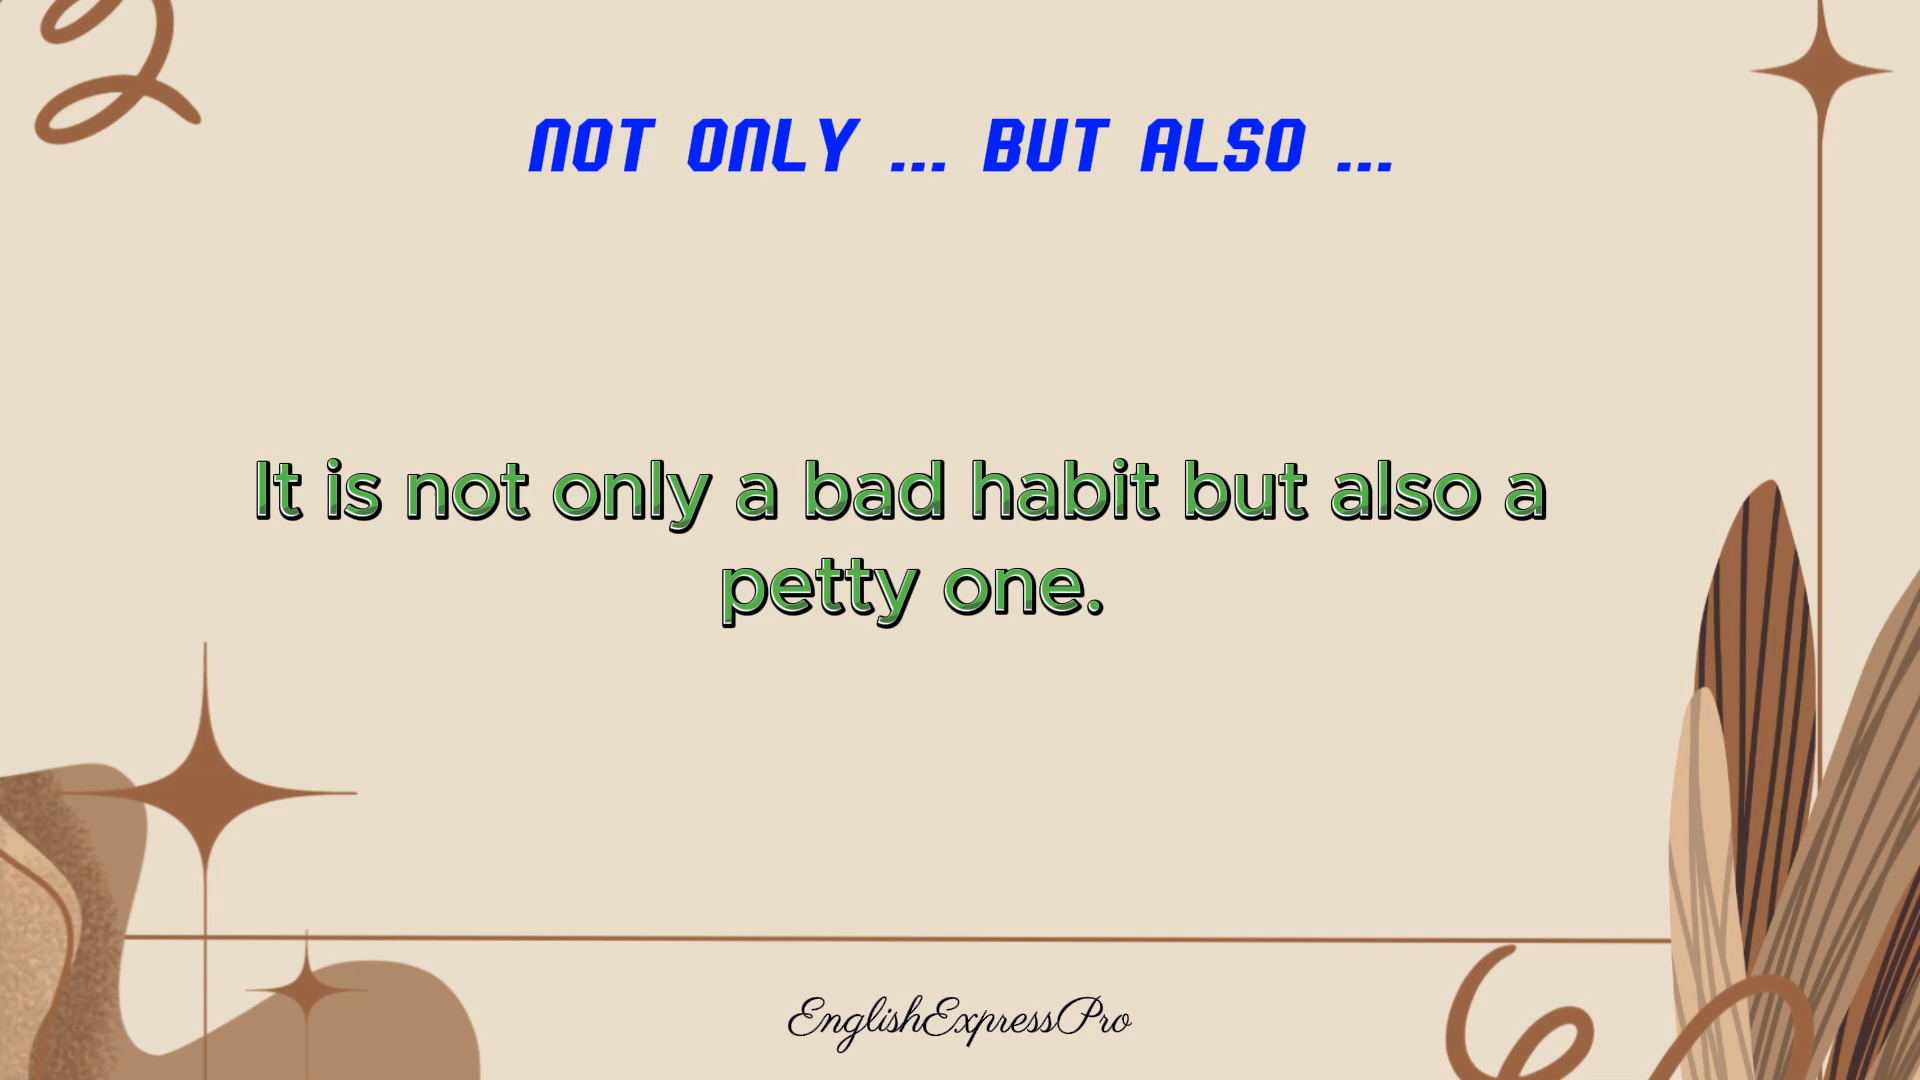 NOT ONLY ... BUT ALSO ...
It is not only a bad habit but also a
petty one.
EnglishExpressPro